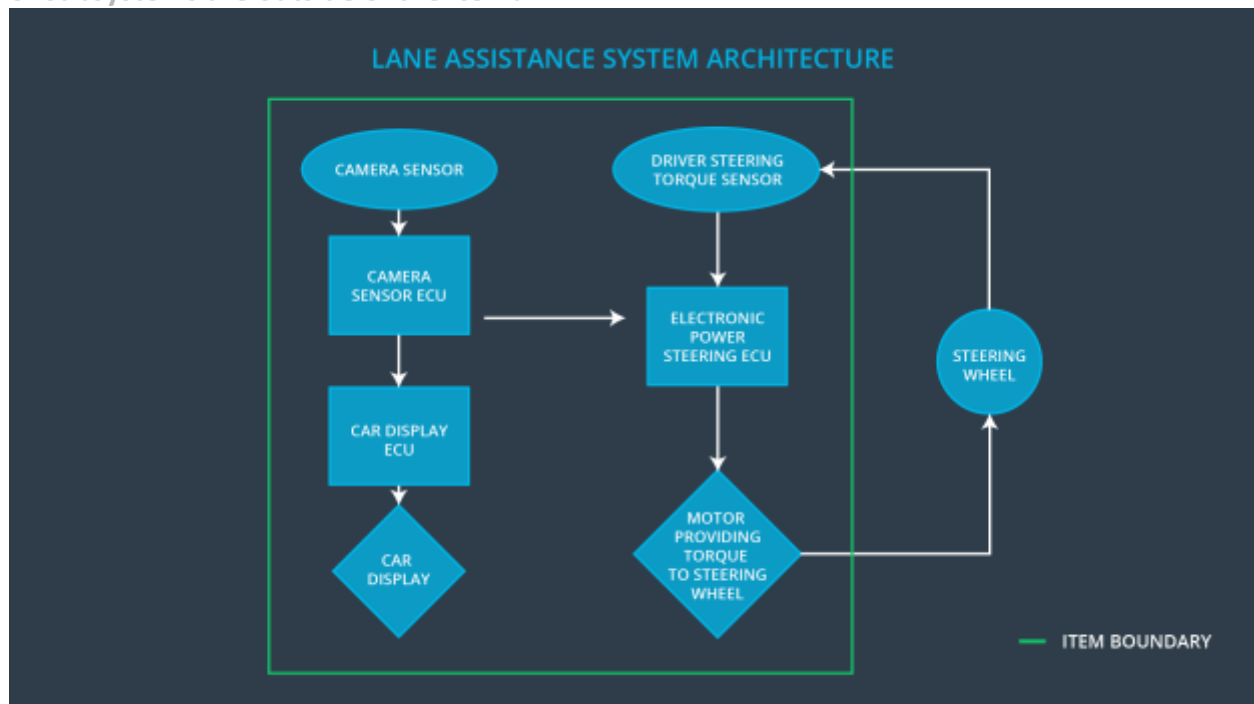 LANE ASSISTANCE SYSTEM ARCHITECTURE
CAMERA SENSOR
CAMERA
SENSOR ECU
CAR DISPLAY
ECU
CAR
DISPLAY
DRIVER STEERING
TORQUE SENSOR
ELECTRONIC
POWER
STEERING ECU
MOTOR
PROVIDING
TORQUE
TO STEERING
WHEEL
STEERING
WHEEL
ITEM BOUNDARY